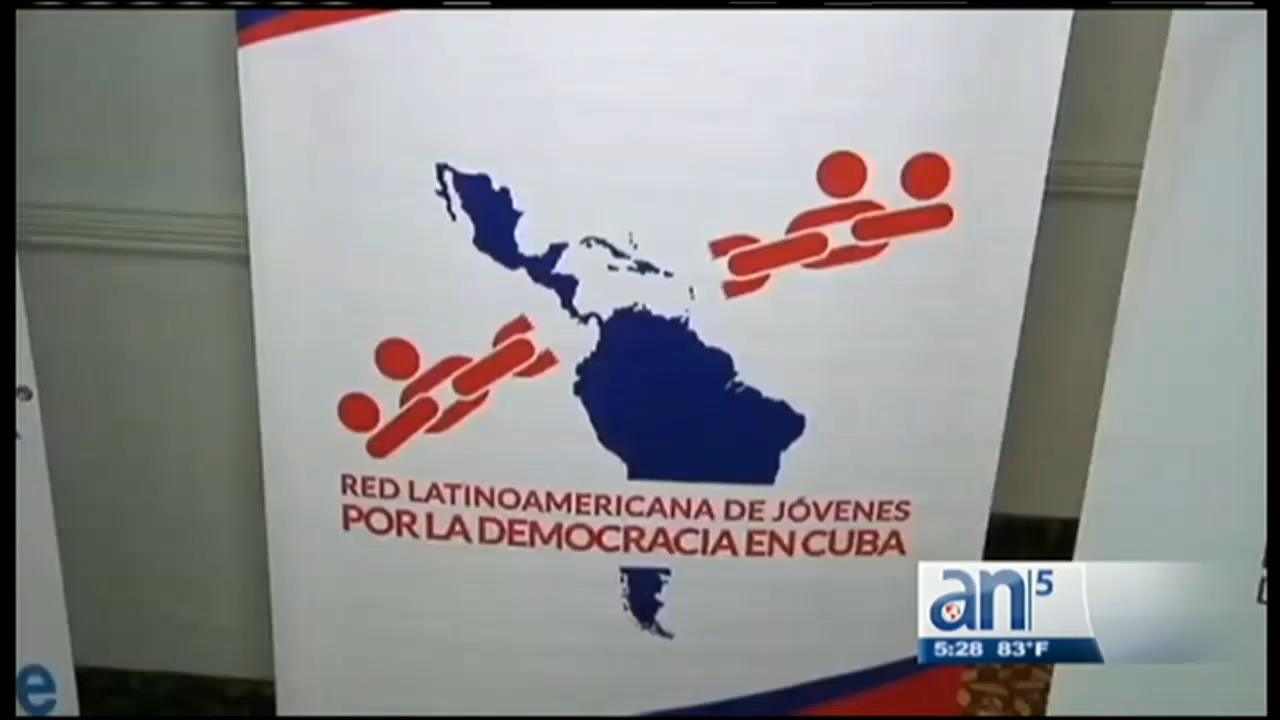 RED LATINOAMERICANA DE JÓVENES
POR LA DEMOCRACIA EN CUBA
an 5
5:28 83°F
e